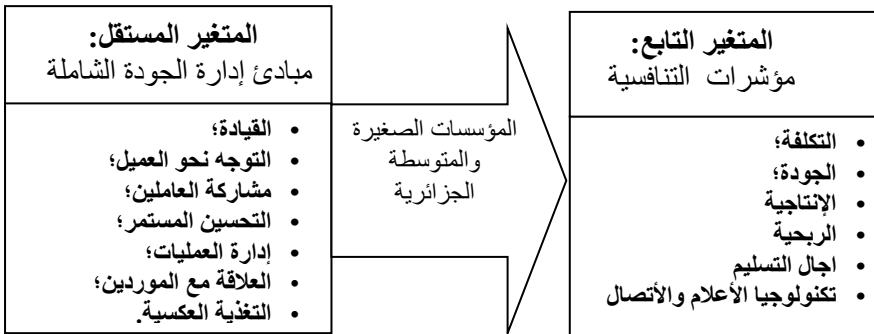 المتغير المستقل:
مبادئ إدارة الجودة الشاملة
• القيادة؛
• التوجه نحو العميل؛
• مشاركة العاملين؛
• التحسين المستمر؛
• إدارة العمليات؛
• العلاقة مع الموردين؛
• التغذية العكسية.
المؤسسات الصغيرة
والمتوسطة
الجزائرية
المتغير التابع:
مؤشرات التنافسية
• التكلفة؛
• الجودة؛
• الإنتاجية
• الربحية
• اجال التسليم
• تكنولوجيا الأعلام والأتصال